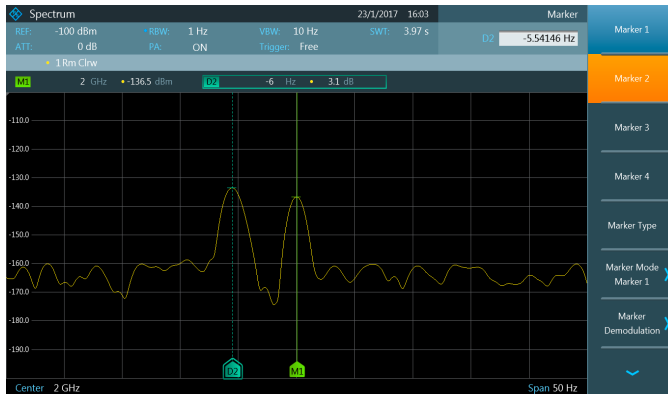 Spectrum 23/1/2017 16:03 Marker
REF: -100 dBm RBW: 1 Hz VBW: 10 Hz SWT: 3.97 s
ATT: 0 dB PA: ON Trigger: Free
D2 -5.54146 Hz
1 Rm Clrw
M1 2 GHz -136.5 dBm D2 -6 Hz 3.1 dB
-110.0
-120.0
-130.0
-140.0
-150.0
-160.0
-170.0
-180.0
-190.0
D2 M1
Center 2 GHz Span 50 Hz
Marker 1
Marker 2
Marker 3
Marker 4
Marker Type
Marker Mode
Marker 1
Marker
Demodulation